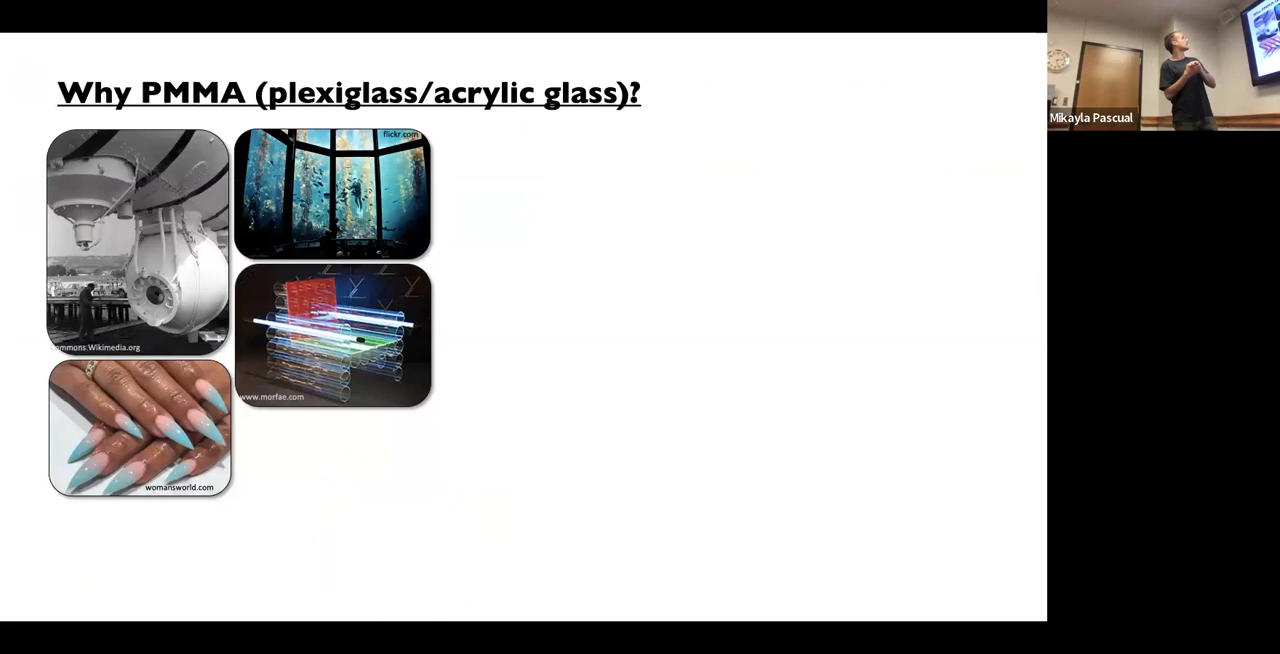 Why PMMA (plexiglass/acrylic glass)?
flickr.com
Commons.Wikimedia.org
www.morfae.com
womansworld.com
Mikayla Pascual